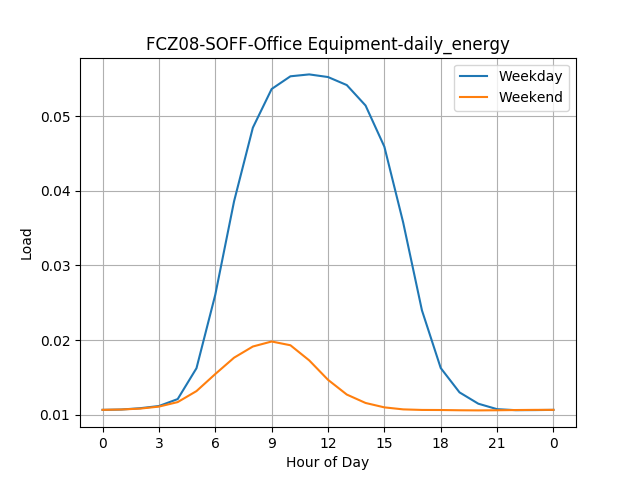 FCZ08-SOFF-Office Equipment-daily_energy
Weekday
Weekend
0.05
0.04
0.03
0.02
0.01
Load
0 3 6 9 12 15 18 21 0
Hour of Day